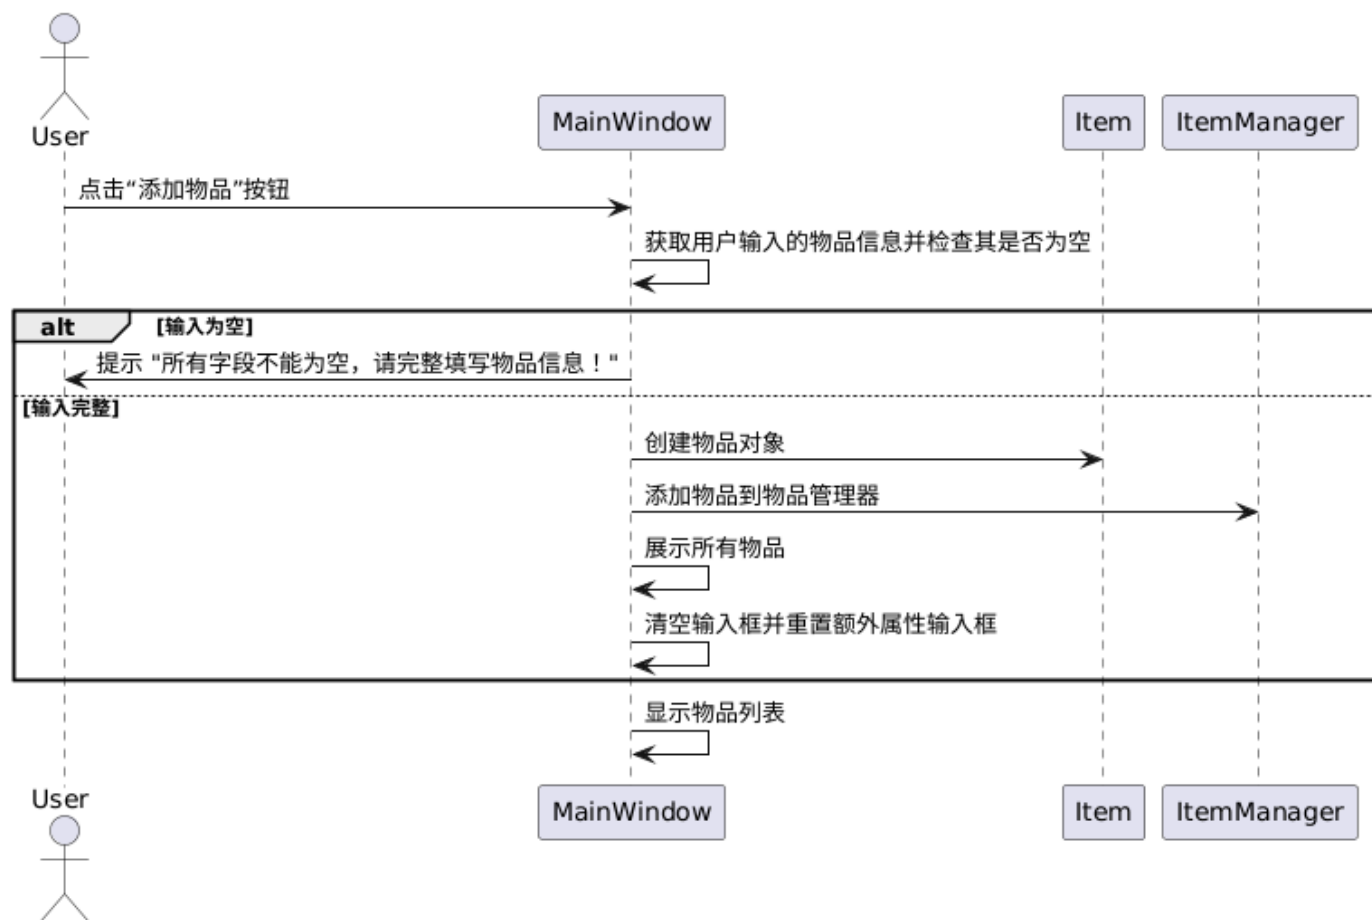 User
MainWindow
Item
ItemManager
点击“添加物品”按钮
获取用户输入的物品信息并检查其是否为空
alt
[输入为空]
提示 "所有字段不能为空，请完整填写物品信息！"
[输入完整]
创建物品对象
添加物品到物品管理器
展示所有物品
清空输入框并重置额外属性输入框
显示物品列表
User
MainWindow
Item
ItemManager